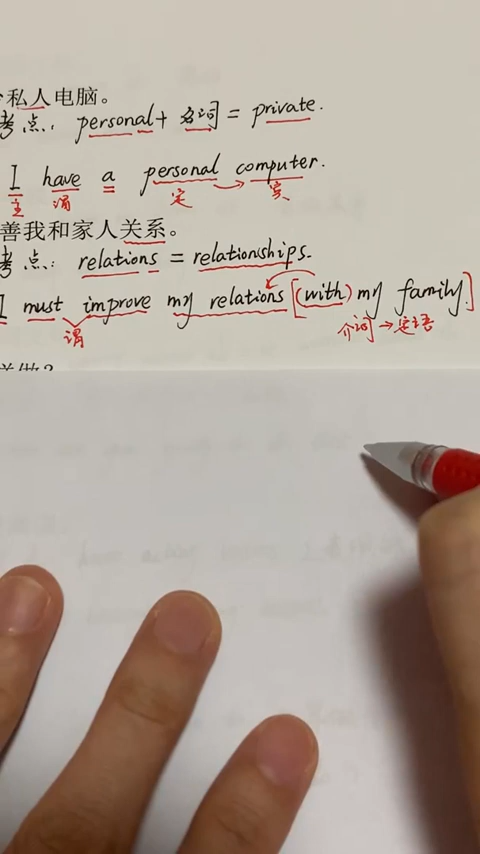 私人电脑。
考点: personal + 名词 = private.
I have a personal computer.
主 谓 定 宾
善我和家人关系。
考点: relations = relationships.
I must improve my relations [(with) my family.]
谓 介词→定语